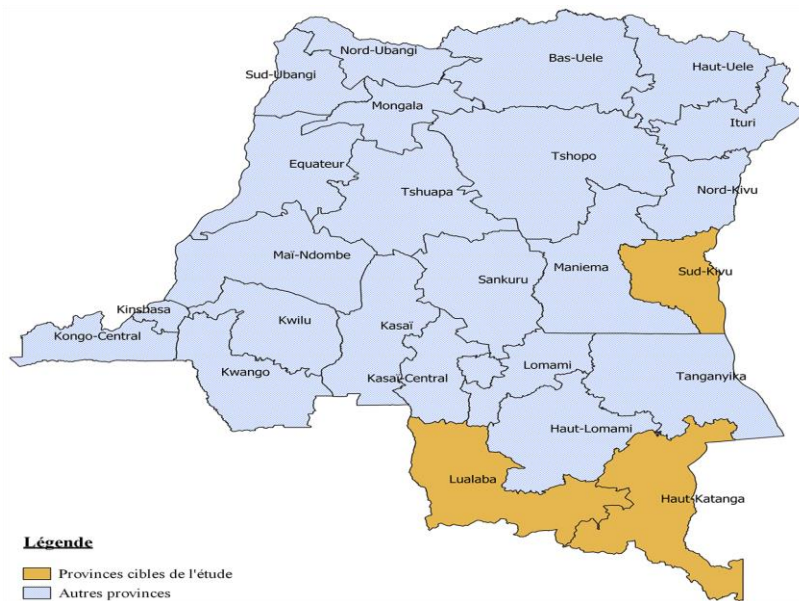 Nord-Ubangi
Bas-Uele
Haut-Uele
Sud-Ubangi
Mongala
Ituri
Equateur
Tshopo
Tshuapa
Nord-Kivu
Maï-Ndombe
Sankuru
Maniema
Sud-Kivu
Kinshasa
Kwilu
Kasaï
Kongo-Central
Kwango
Kasaï-Central
Lomami
Tanganyika
Haut-Lomami
Lualaba
Haut-Katanga
Légende
Provinces cibles de l'étude
Autres provinces